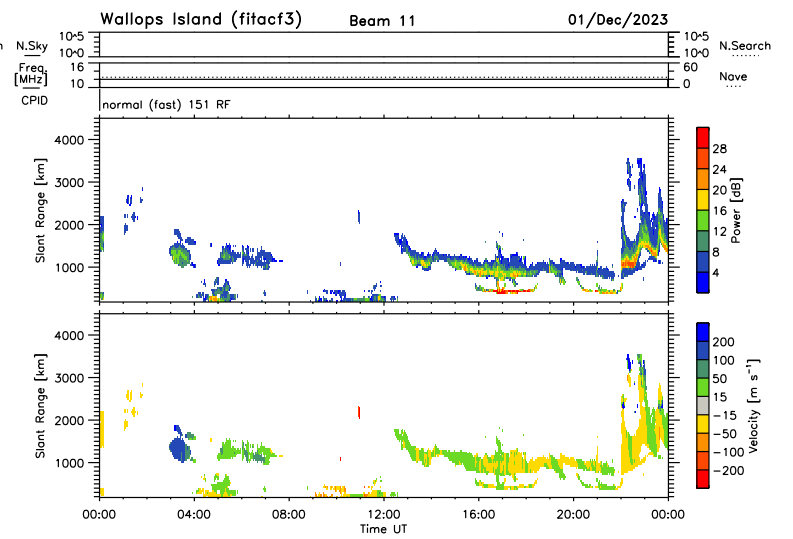 Wallops Island (fitacf3) Beam 11 01/Dec/2023
N.Sky 10^5 10^0 10^5 10^0 N.Search
Freq. [MHz] 16 10 60 0 Nave
CPID normal (fast) 151 RF
Slant Range [km]
4000
3000
2000
1000
28
24
20
16
12
8
4
Power [dB]
Slant Range [km]
4000
3000
2000
1000
200
100
50
15
-15
-50
-100
-200
Velocity [m s⁻¹]
00:00 04:00 08:00 12:00 16:00 20:00 00:00
Time UT